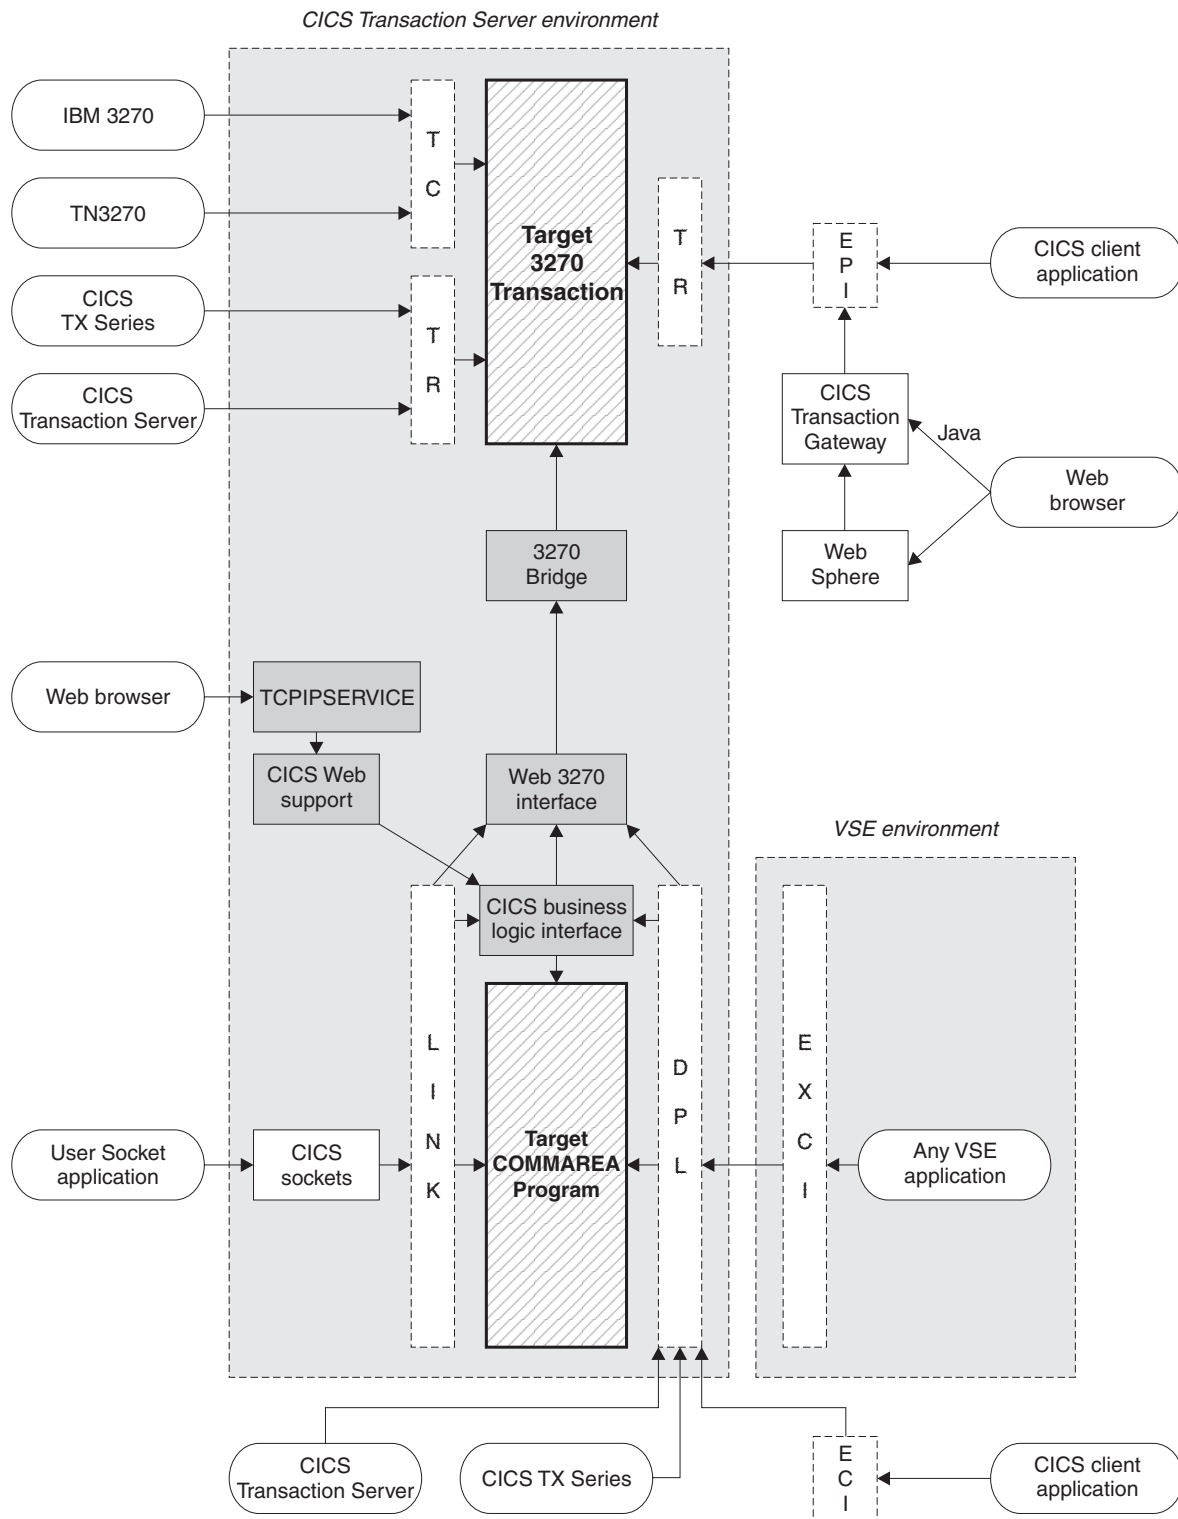 CICS Transaction Server environment
IBM 3270
TN3270
CICS
TX Series
CICS
Transaction Server
T
C
T
R
Target
3270
Transaction
T
R
E
P
I
CICS client
application
CICS
Transaction
Gateway
Java
Web
browser
Web
Sphere
3270
Bridge
Web browser
TCPIPSERVICE
CICS Web
support
Web 3270
interface
VSE environment
CICS business
logic interface
L
I
N
K
D
P
L
E
X
C
I
User Socket
application
CICS
sockets
Target
COMMAREA
Program
Any VSE
application
CICS
Transaction Server
CICS TX Series
E
C
I
CICS client
application